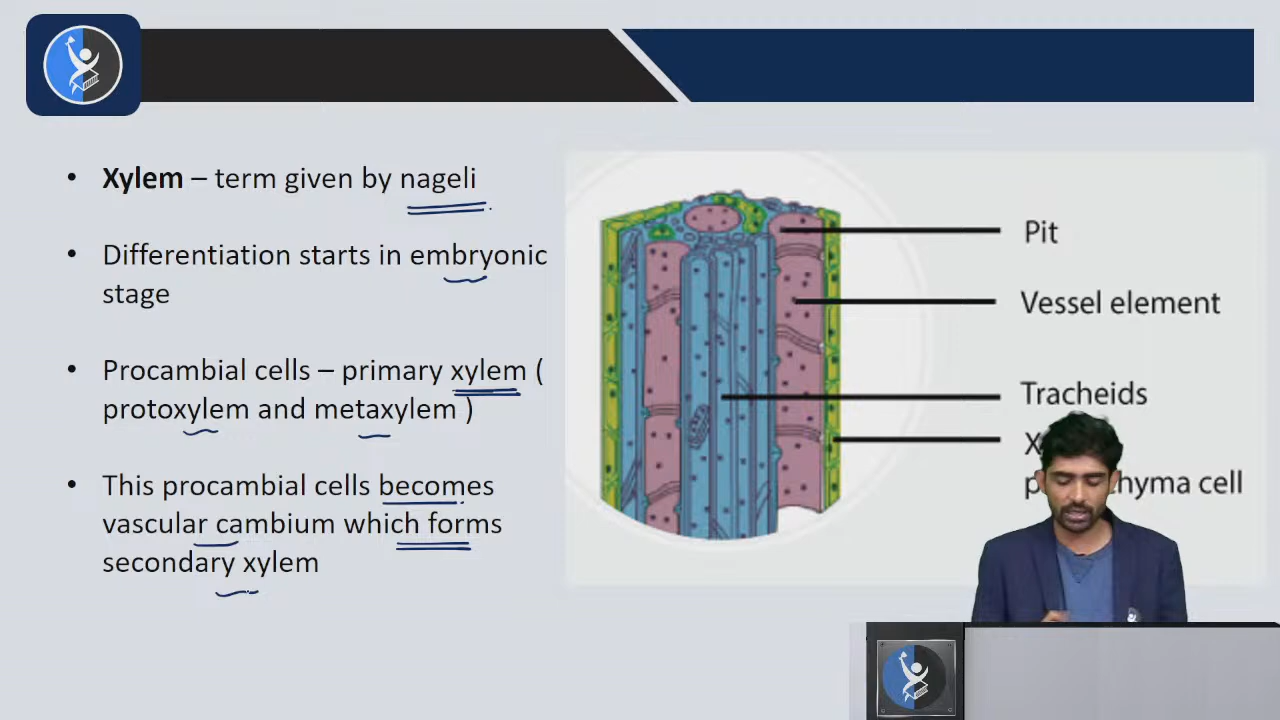 • Xylem – term given by nageli
• Differentiation starts in embryonic
stage
• Procambial cells – primary xylem (
protoxylem and metaxylem )
• This procambial cells becomes
vascular cambium which forms
secondary xylem
Pit
Vessel element
Tracheids
cell